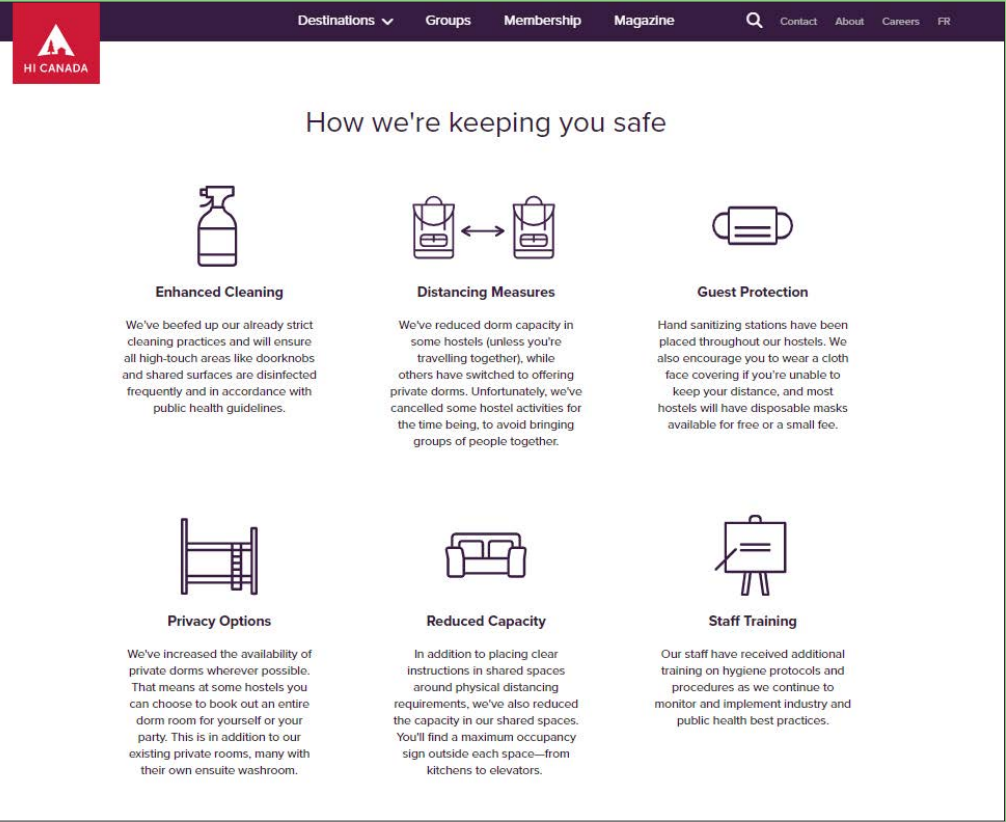 Destinations Groups Membership Magazine Contact About Careers FR
HI CANADA
How we're keeping you safe
Enhanced Cleaning
We've beefed up our already strict
cleaning practices and will ensure
all high-touch areas like doorknobs
and shared surfaces are disinfected
frequently and in accordance with
public health guidelines.
Distancing Measures
We've reduced dorm capacity in
some hostels (unless you're
travelling together), while
others have switched to offering
private dorms. Unfortunately, we've
cancelled some hostel activities for
the time being, to avoid bringing
groups of people together.
Guest Protection
Hand sanitizing stations have been
placed throughout our hostels. We
also encourage you to wear a cloth
face covering if you're unable to
keep your distance, and most
hostels will have disposable masks
available for free or a small fee.
Privacy Options
We've increased the availability of
private dorms wherever possible.
That means at some hostels you
can choose to book out an entire
dorm room for yourself or your
party. This is in addition to our
existing private rooms, many with
their own ensuite washroom.
Reduced Capacity
In addition to placing clear
instructions in shared spaces
around physical distancing
requirements, we've also reduced
the capacity in our shared spaces.
You'll find a maximum occupancy
sign outside each space—from
kitchens to elevators.
Staff Training
Our staff have received additional
training on hygiene protocols and
procedures as we continue to
monitor and implement industry and
public health best practices.